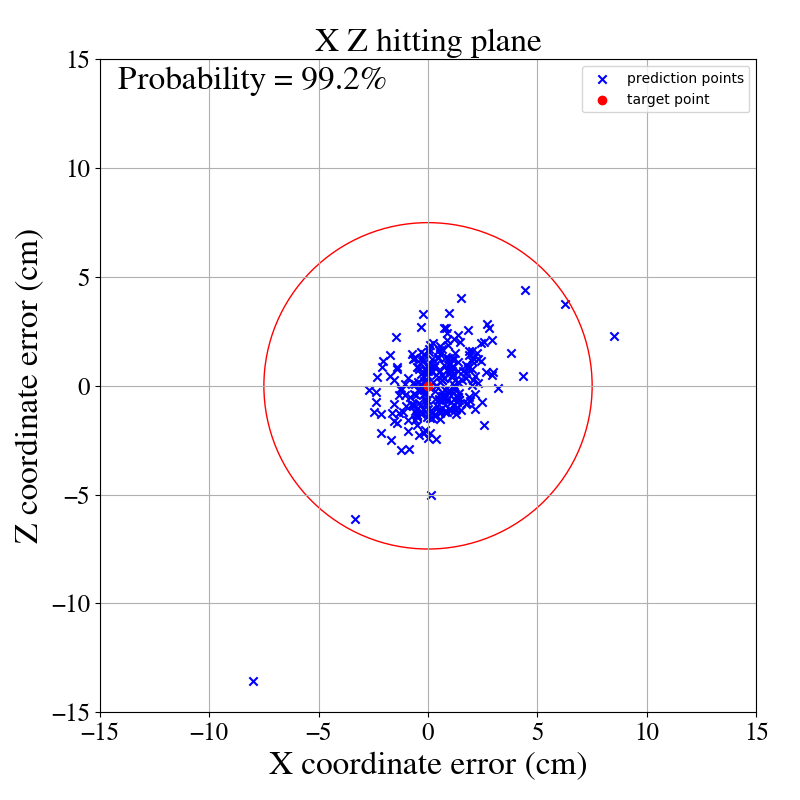 X Z hitting plane
Probability = 99.2%
prediction points
target point
15
10
5
0
−5
−10
−15
Z coordinate error (cm)
−15 −10 −5 0 5 10 15
X coordinate error (cm)